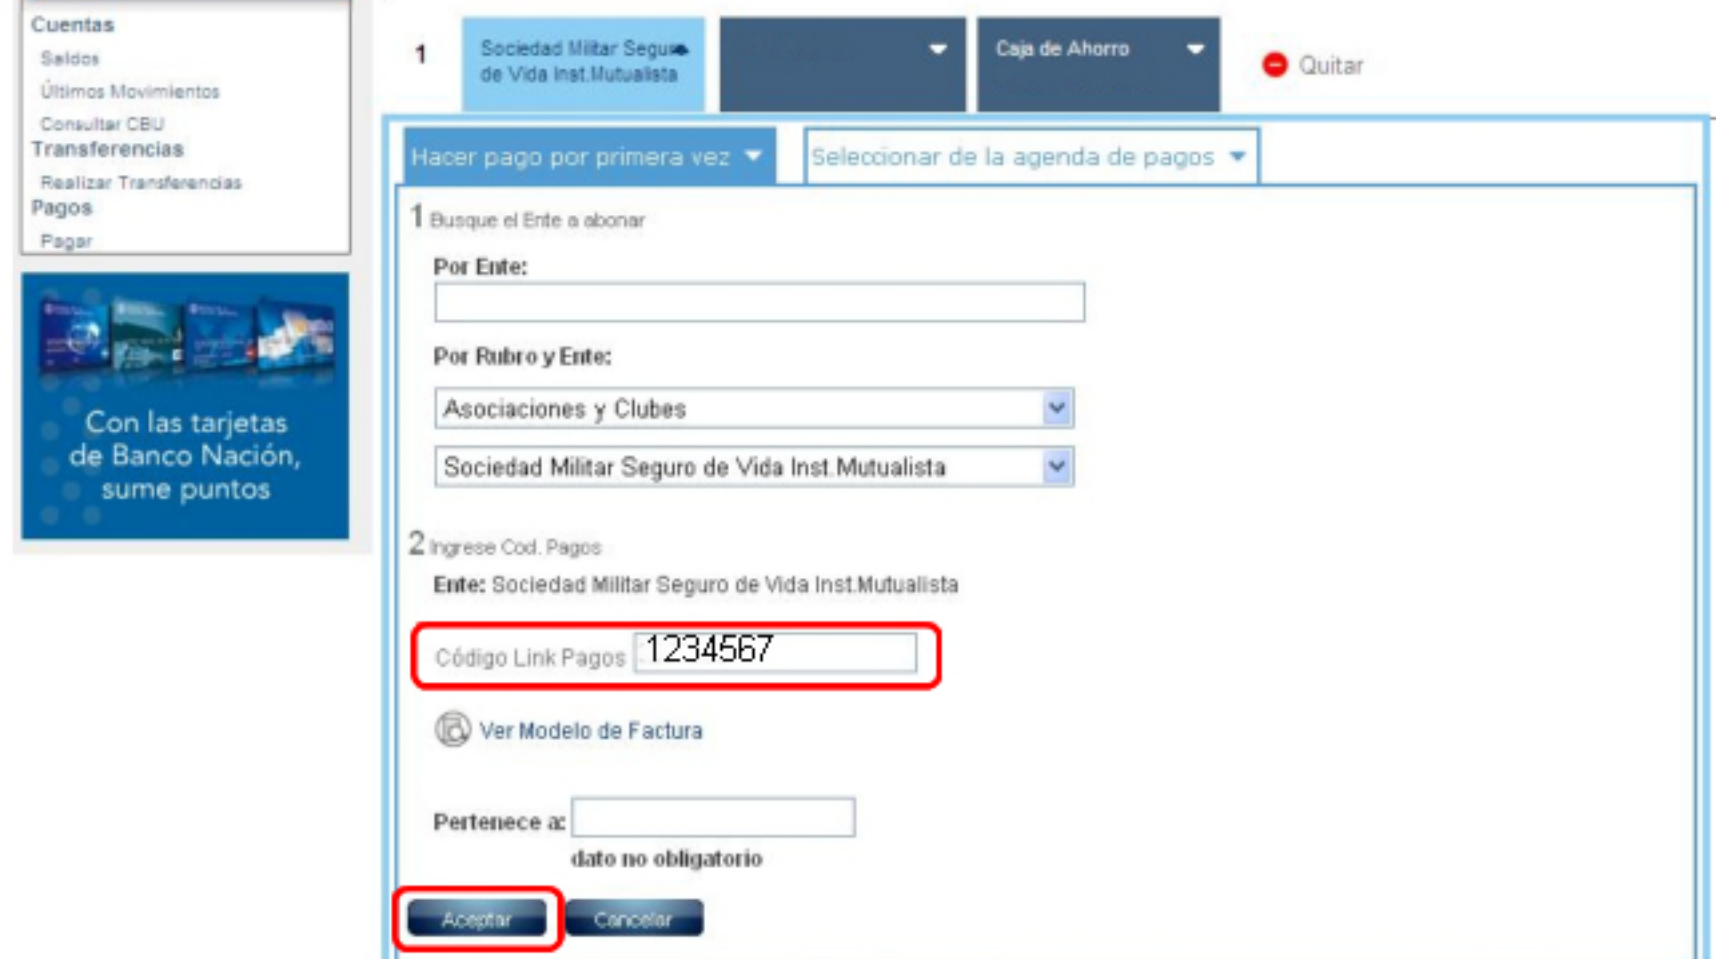 Cuentas
Saldos
Últimos Movimientos
Consultar CBU
Transferencias
Realizar Transferencias
Pagos
Pagar
Con las tarjetas
de Banco Nación,
sume puntos
1
Sociedad Militar Seguro
de Vida Inst.Mutualista
Caja de Ahorro
Quitar
Hacer pago por primera vez
Seleccionar de la agenda de pagos
1 Busque el Ente a abonar
Por Ente:
Por Rubro y Ente:
Asociaciones y Clubes
Sociedad Militar Seguro de Vida Inst.Mutualista
2 Ingrese Cod. Pagos
Ente: Sociedad Militar Seguro de Vida Inst.Mutualista
Código Link Pagos 1234567
Ver Modelo de Factura
Pertenece a:
dato no obligatorio
Aceptar Cancelar